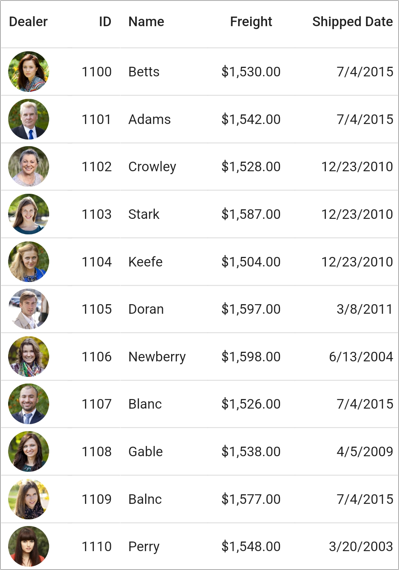 Dealer ID Name Freight Shipped Date
1100 Betts $1,530.00 7/4/2015
1101 Adams $1,542.00 7/4/2015
1102 Crowley $1,528.00 12/23/2010
1103 Stark $1,587.00 12/23/2010
1104 Keefe $1,504.00 12/23/2010
1105 Doran $1,597.00 3/8/2011
1106 Newberry $1,598.00 6/13/2004
1107 Blanc $1,526.00 7/4/2015
1108 Gable $1,538.00 4/5/2009
1109 Balnc $1,577.00 7/4/2015
1110 Perry $1,548.00 3/20/2003